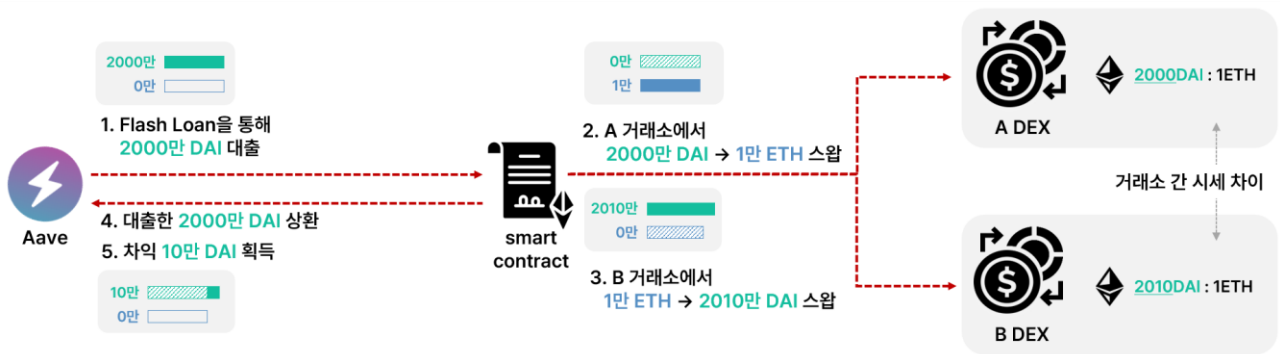 2000만
0만
1. Flash Loan을 통해
2000만 DAI 대출
Aave
4. 대출한 2000만 DAI 상환
5. 차익 10만 DAI 획득
10만
0만
smart
contract
0만
1만
2. A 거래소에서
2000만 DAI → 1만 ETH 스왑
2010만
0만
3. B 거래소에서
1만 ETH → 2010만 DAI 스왑
$
2000DAI : 1ETH
A DEX
거래소 간 시세 차이
$
2010DAI : 1ETH
B DEX